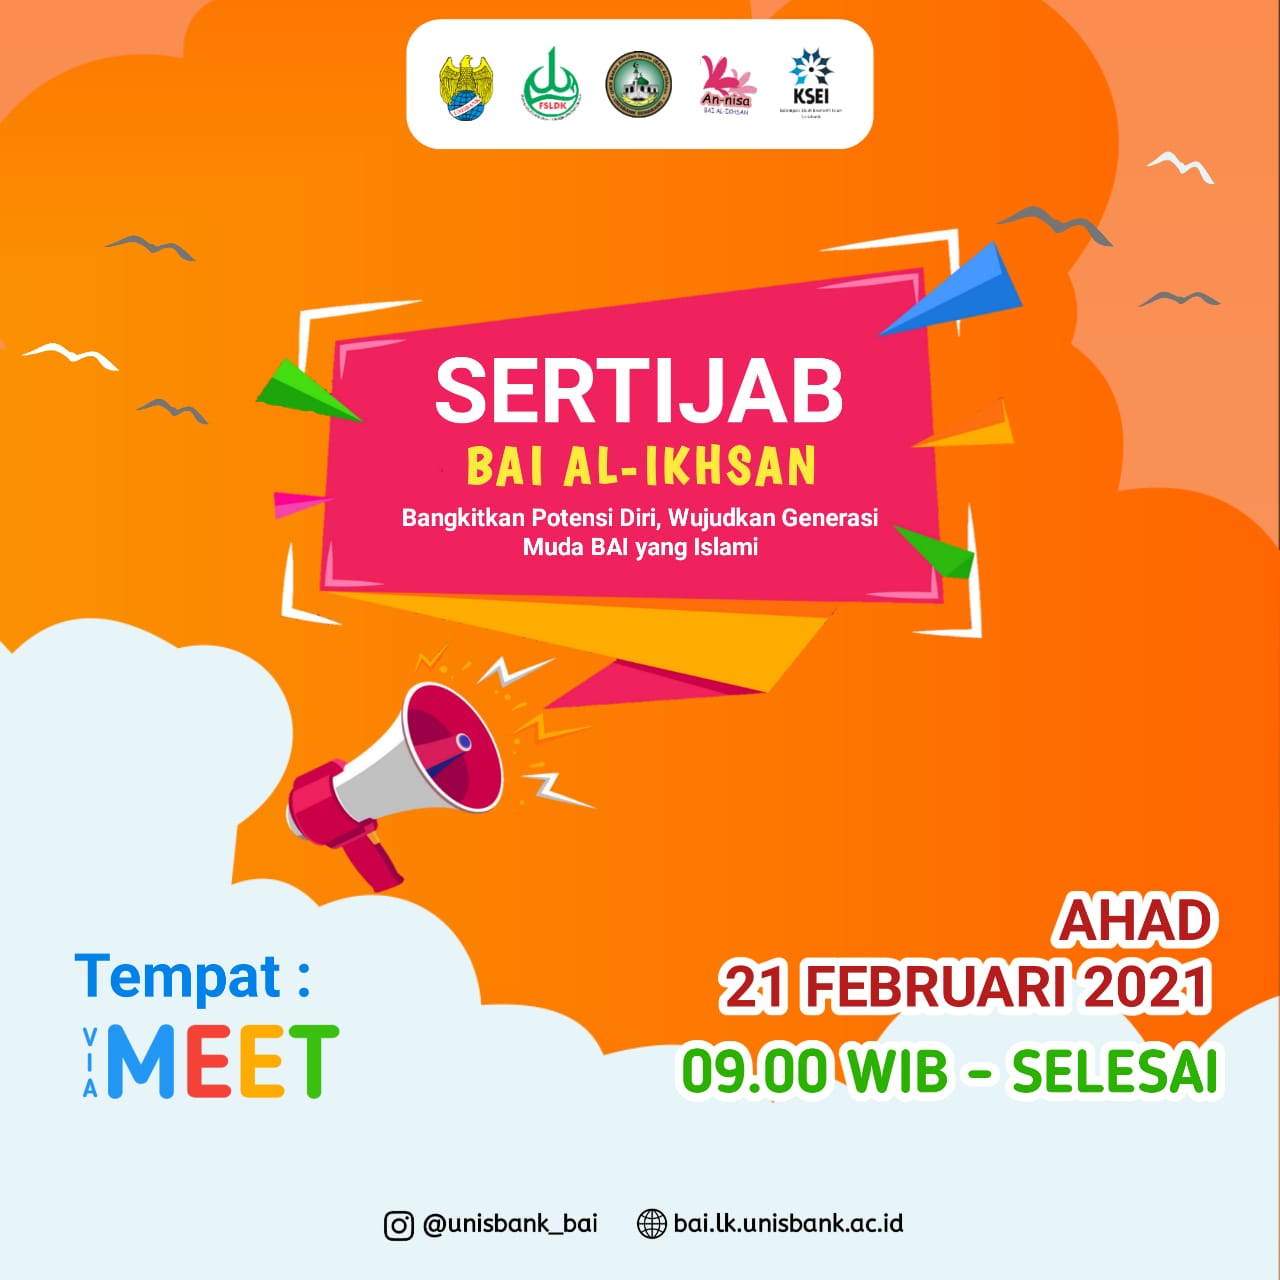 UNISBANK
FSLDK
An-nisa
BAI AL-IKHSAN
KSEI
SERTIJAB
BAI AL-IKHSAN
Bangkitkan Potensi Diri, Wujudkan Generasi
Muda BAI yang Islami
Tempat :
VIA
MEET
AHAD
21 FEBRUARI 2021
09.00 WIB - SELESAI
@unisbank_bai
bai.lk.unisbank.ac.id